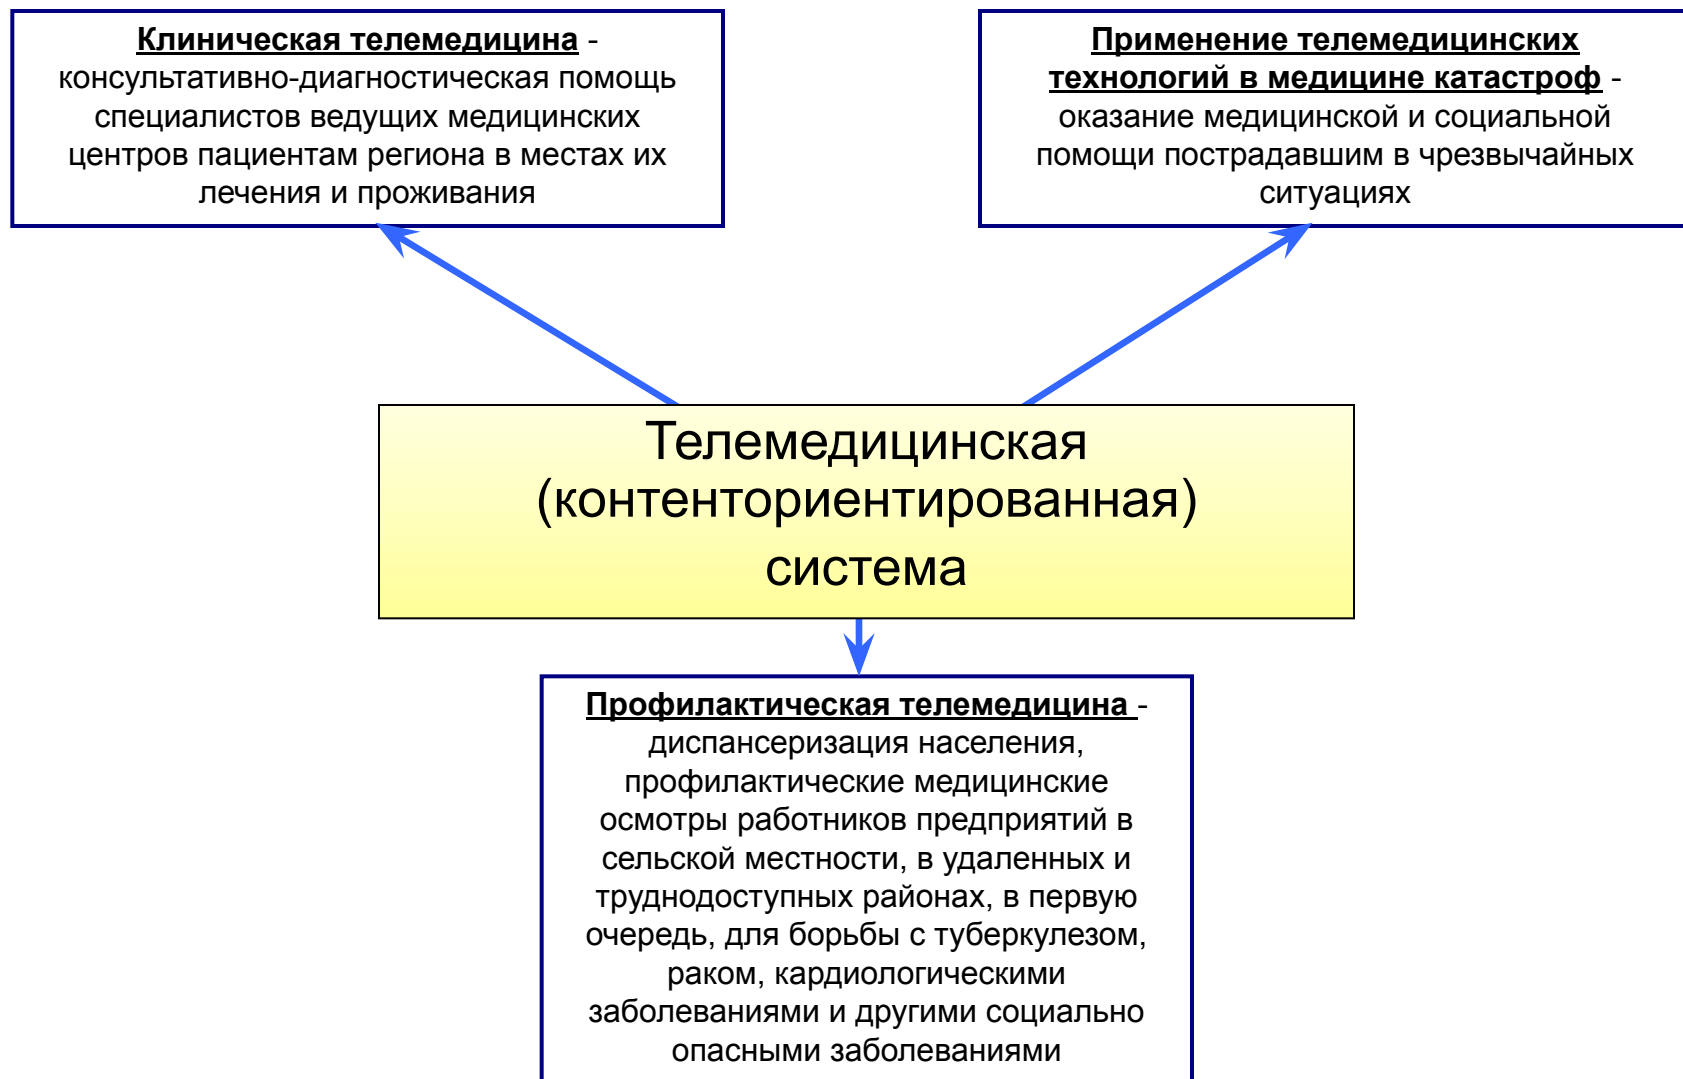 Клиническая телемедицина -
консультативно-диагностическая помощь
специалистов ведущих медицинских
центров пациентам региона в местах их
лечения и проживания
Применение телемедицинских
технологий в медицине катастроф -
оказание медицинской и социальной
помощи пострадавшим в чрезвычайных
ситуациях
Телемедицинская
(контенториентированная)
система
Профилактическая телемедицина -
диспансеризация населения,
профилактические медицинские
осмотры работников предприятий в
сельской местности, в удаленных и
труднодоступных районах, в первую
очередь, для борьбы с туберкулезом,
раком, кардиологическими
заболеваниями и другими социально
опасными заболеваниями